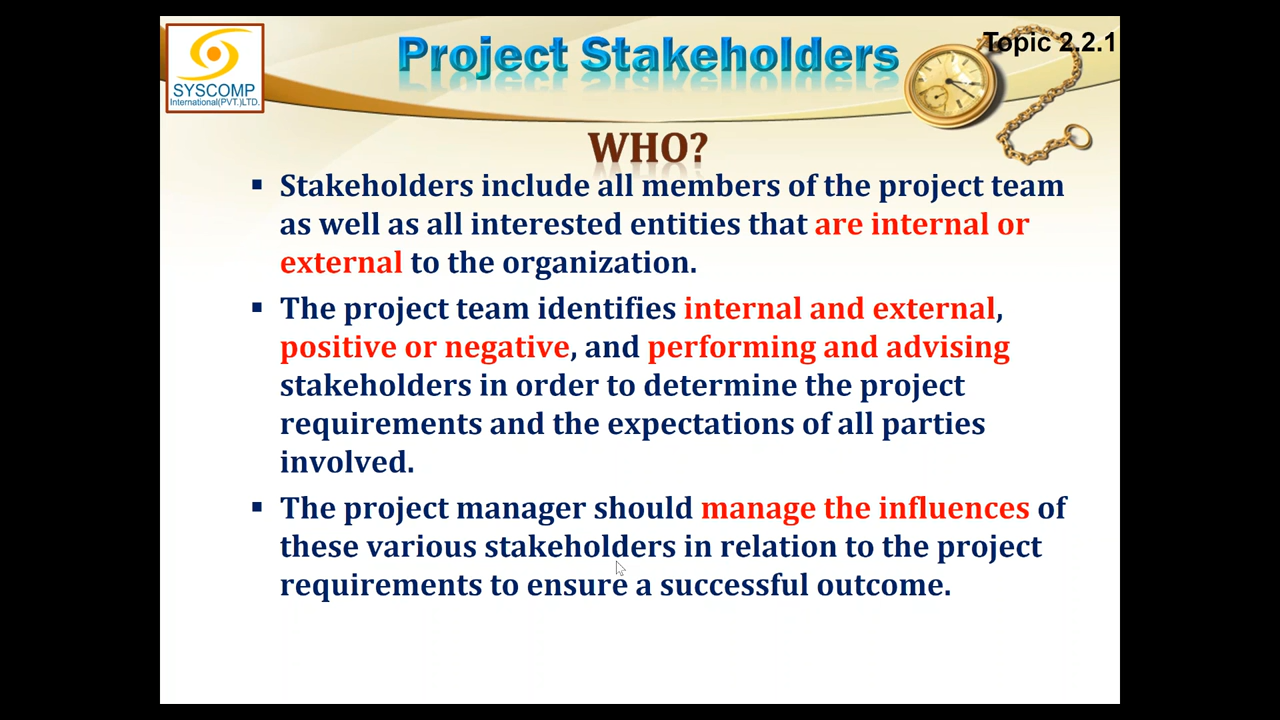 SYSCOMP
International(PVT.)LTD.
Project Stakeholders
Topic 2.2.1
WHO?
▪ Stakeholders include all members of the project team
as well as all interested entities that are internal or
external to the organization.
▪ The project team identifies internal and external,
positive or negative, and performing and advising
stakeholders in order to determine the project
requirements and the expectations of all parties
involved.
▪ The project manager should manage the influences of
these various stakeholders in relation to the project
requirements to ensure a successful outcome.